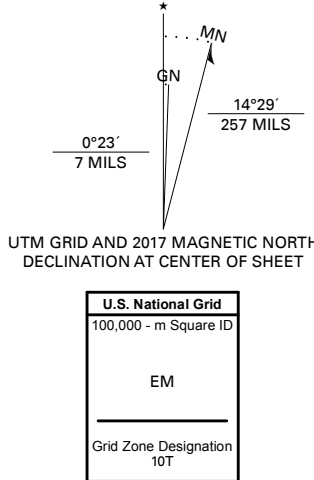 ★
MN
GN
0°23´
7 MILS
14°29´
257 MILS
UTM GRID AND 2017 MAGNETIC NORTH
DECLINATION AT CENTER OF SHEET
U.S. National Grid
100,000 - m Square ID
EM
Grid Zone Designation
10T